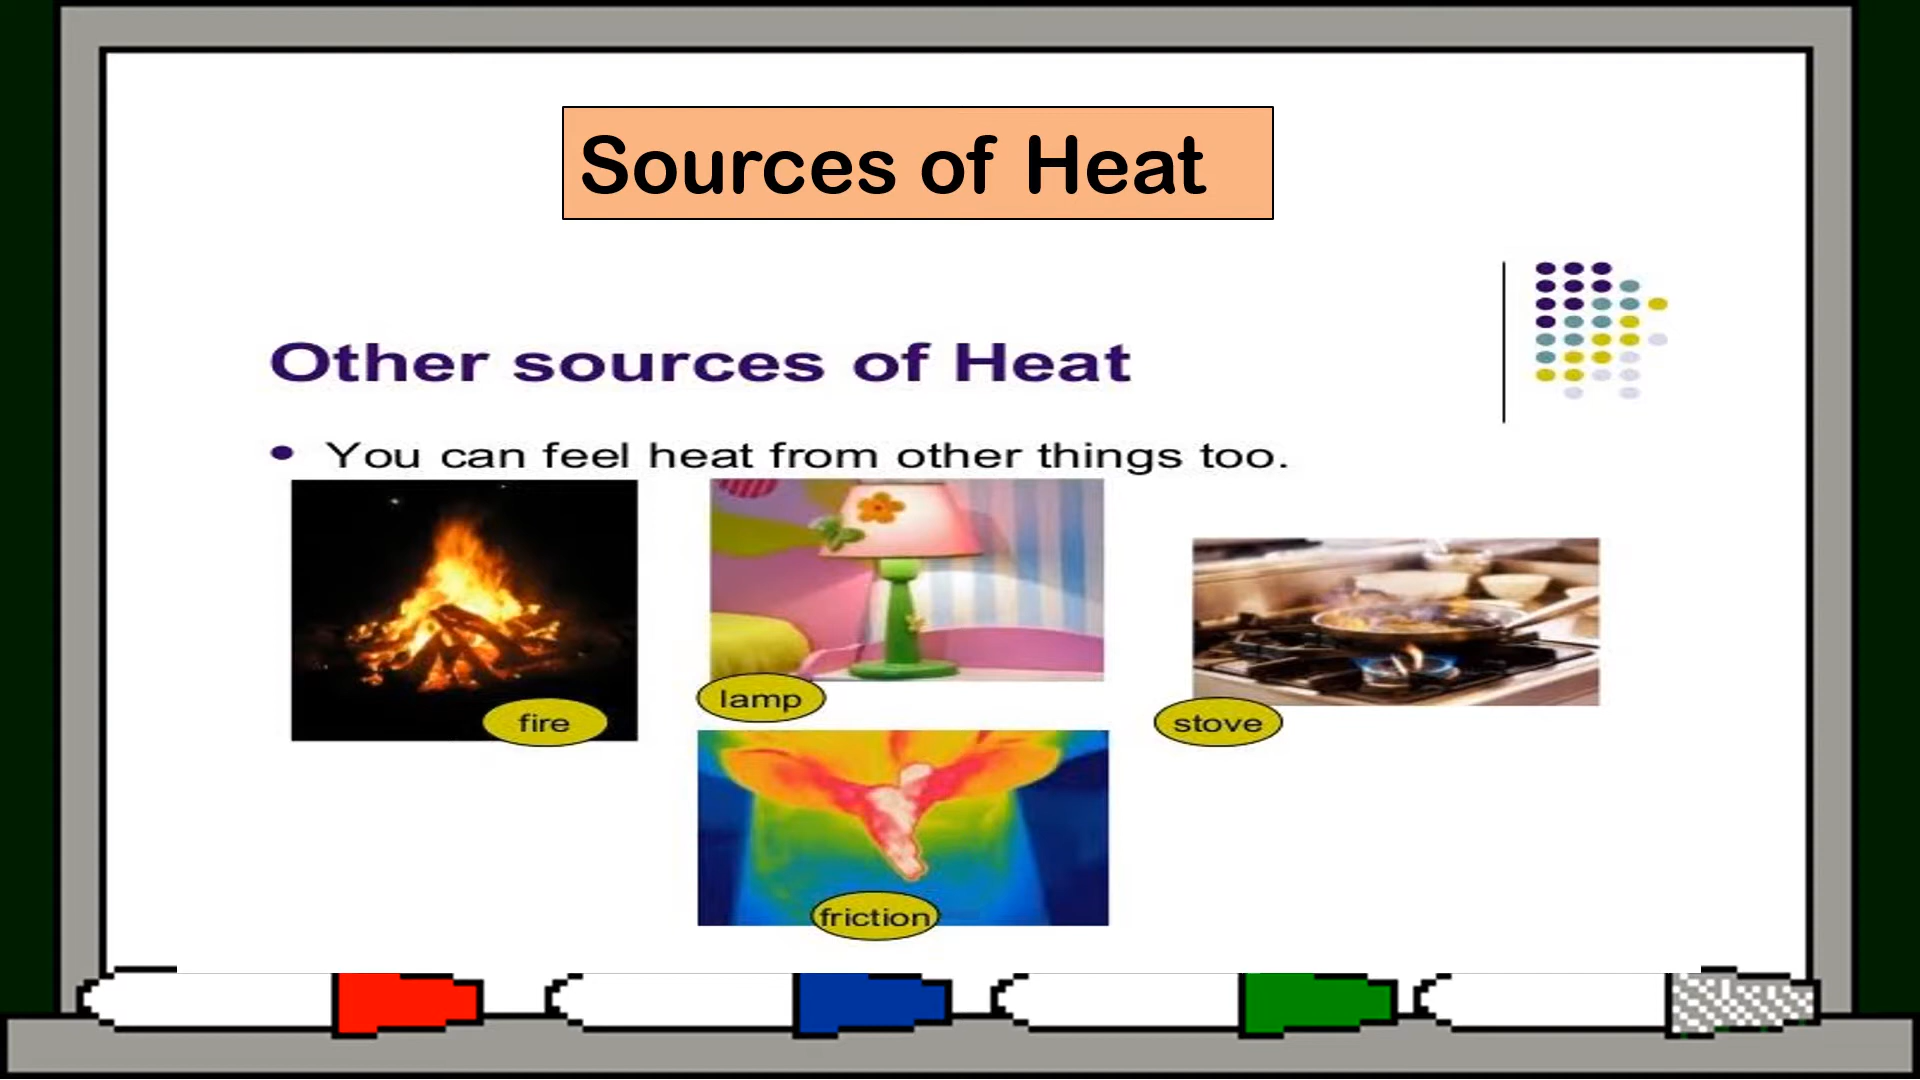 Sources of Heat
Other sources of Heat
• You can feel heat from other things too.
fire
lamp
stove
friction